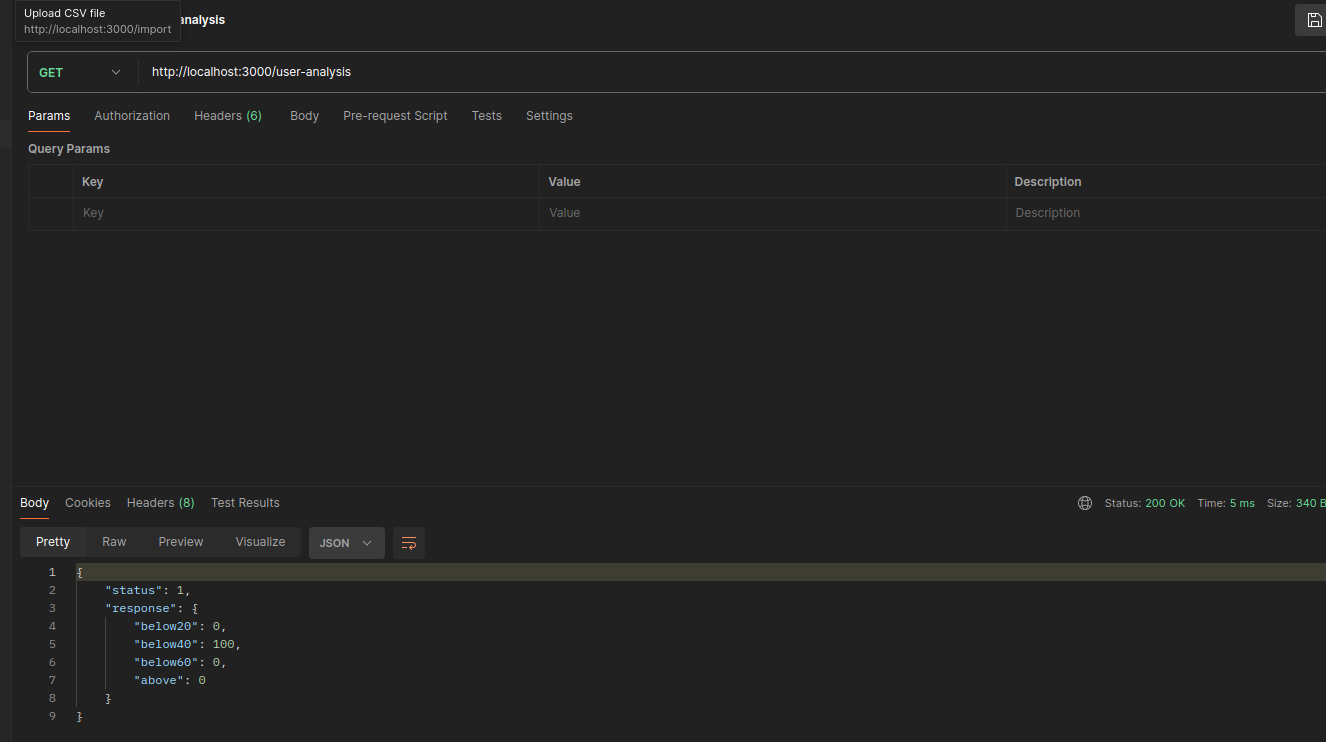 Upload CSV file
http://localhost:3000/import
analysis
GET
http://localhost:3000/user-analysis
Params Authorization Headers (6) Body Pre-request Script Tests Settings
Query Params
Key Value Description
Key Value Description
Body Cookies Headers (8) Test Results Status: 200 OK Time: 5 ms Size: 340 B
Pretty Raw Preview Visualize JSON
1 {
2 "status": 1,
3 "response": {
4 "below20": 0,
5 "below40": 100,
6 "below60": 0,
7 "above": 0
8 }
9 }